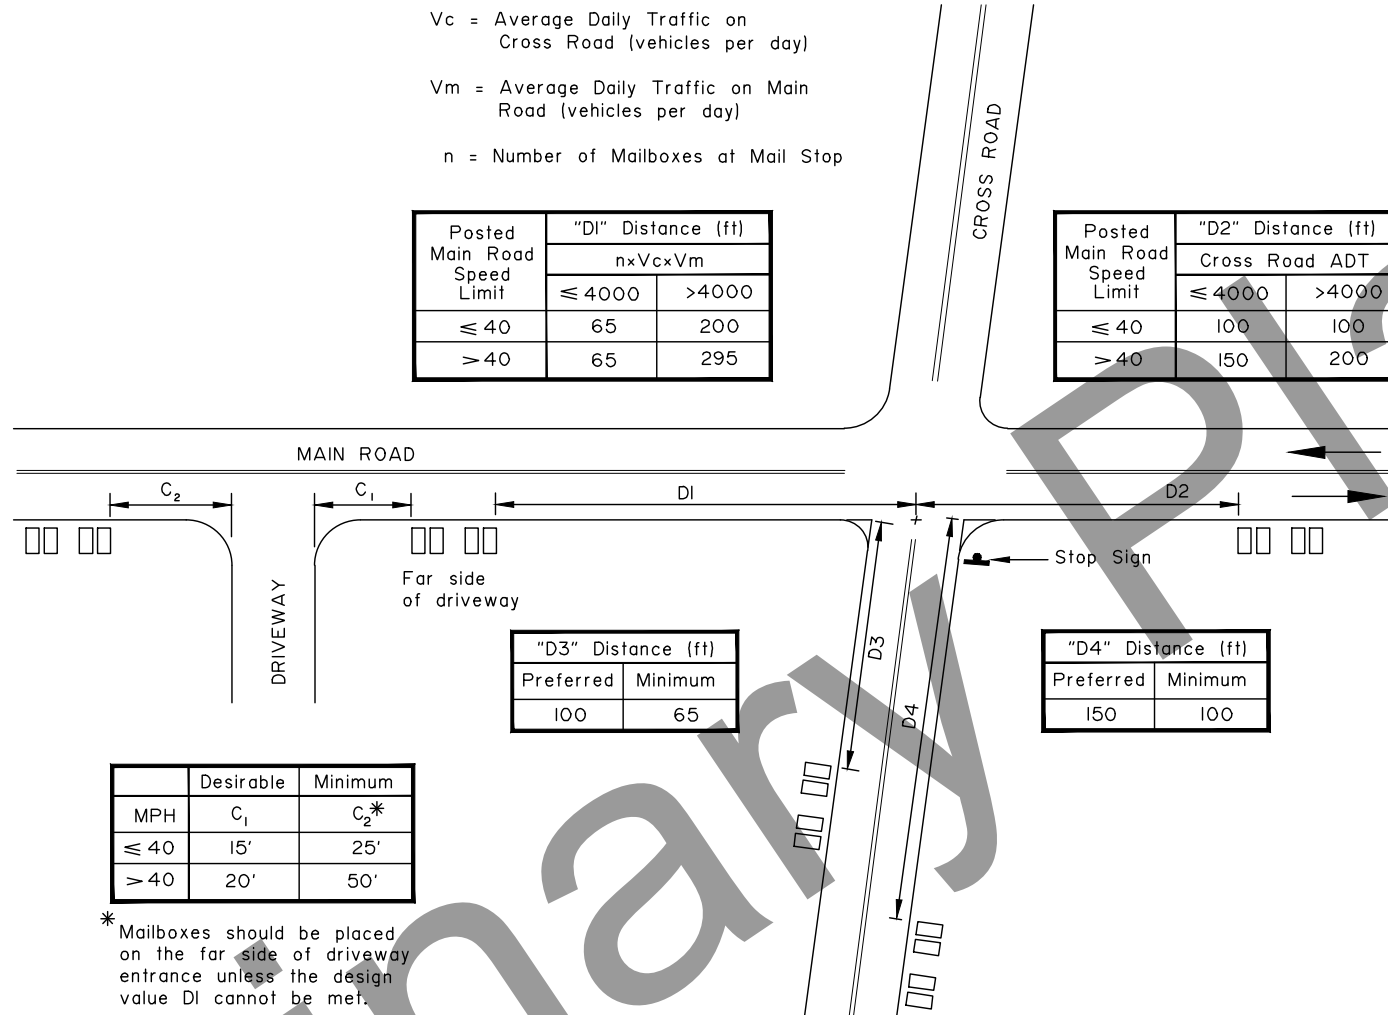 Vc = Average Daily Traffic on
Cross Road (vehicles per day)
Vm = Average Daily Traffic on Main
Road (vehicles per day)
n = Number of Mailboxes at Mail Stop
CROSS ROAD
Posted
Main Road
Speed
Limit
"D1" Distance (ft)
n×Vc×Vm
≤ 4000 >4000
≤ 40 65 200
> 40 65 295
Posted
Main Road
Speed
Limit
"D2" Distance (ft)
Cross Road ADT
≤ 4000 >4000
≤ 40 100 100
> 40 150 200
MAIN ROAD
C2 C1 D1 D2
Stop Sign
Far side
of driveway
DRIVEWAY
D3
D4
"D3" Distance (ft)
Preferred Minimum
100 65
"D4" Distance (ft)
Preferred Minimum
150 100
Desirable Minimum
MPH C1 C2*
≤ 40 15' 25'
> 40 20' 50'
* Mailboxes should be placed
on the far side of driveway
entrance unless the design
value D1 cannot be met.